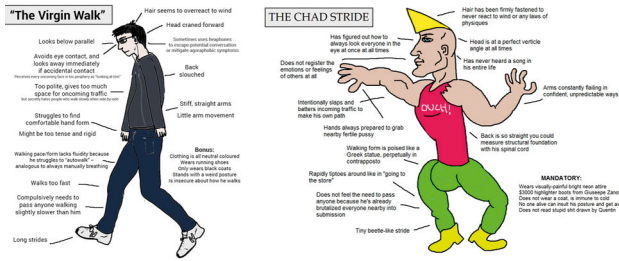 "The Virgin Walk"
Hair seems to overreact to wind
Head craned forward
Looks below parallel
Sometimes uses headphones
to escape potential conversation
or mitigate agoraphobic symptoms
Avoids eye contact, and
looks away immediately
if accidental contact
Back
slouched
Too polite, gives too much
space for oncoming traffic
But secretly hates people who walk slowly when side by side
Stiff, straight arms
Little arm movement
Struggles to find
comfortable hand form
Might be too tense and rigid
Walking pace/form lacks fluidity because
he struggles to "autowalk" –
analogous to always manually breathing
Bonus:
Clothing is all neutral coloured
Wears running shoes
Only wears black coats
Stands with a weird posture
Is insecure about how he walks
Walks too fast
Compulsively needs to
pass anyone walking
slightly slower than him
Long strides
THE CHAD STRIDE
Hair has been firmly fastened to
never react to wind or any laws of
physiques
Has figured out how to
always look everyone in the
eye at once at all times
Head is at a perfect verticle
angle at all times
Has never heard a song in
his entire life
Does not register the
emotions or feelings
of others at all
Arms constantly flailing in
confident, unpredictable ways
Intentionally slaps and
batters incoming traffic to
make his own path
OUCH!
Hands always prepared to grab
nearby fertile pussy
Back is so straight you could
measure structural foundation
with his spinal cord
Walking form is poised like a
Greek statue, perpetually in
contrapposto
Rapidly tiptoes around like in "going to
the store"
Does not feel the need to pass
anyone because he's already
brutalized everyone nearby into
submission
MANDATORY:
Wears visually-painful bright neon attire
$3000 highlighter boots from Giuseepe Zano
Does not wear a coat, is immune to cold
No one alive can insult his posture and get a
Does not read stupid shit drawn by Quentin
Tiny beetle-like stride